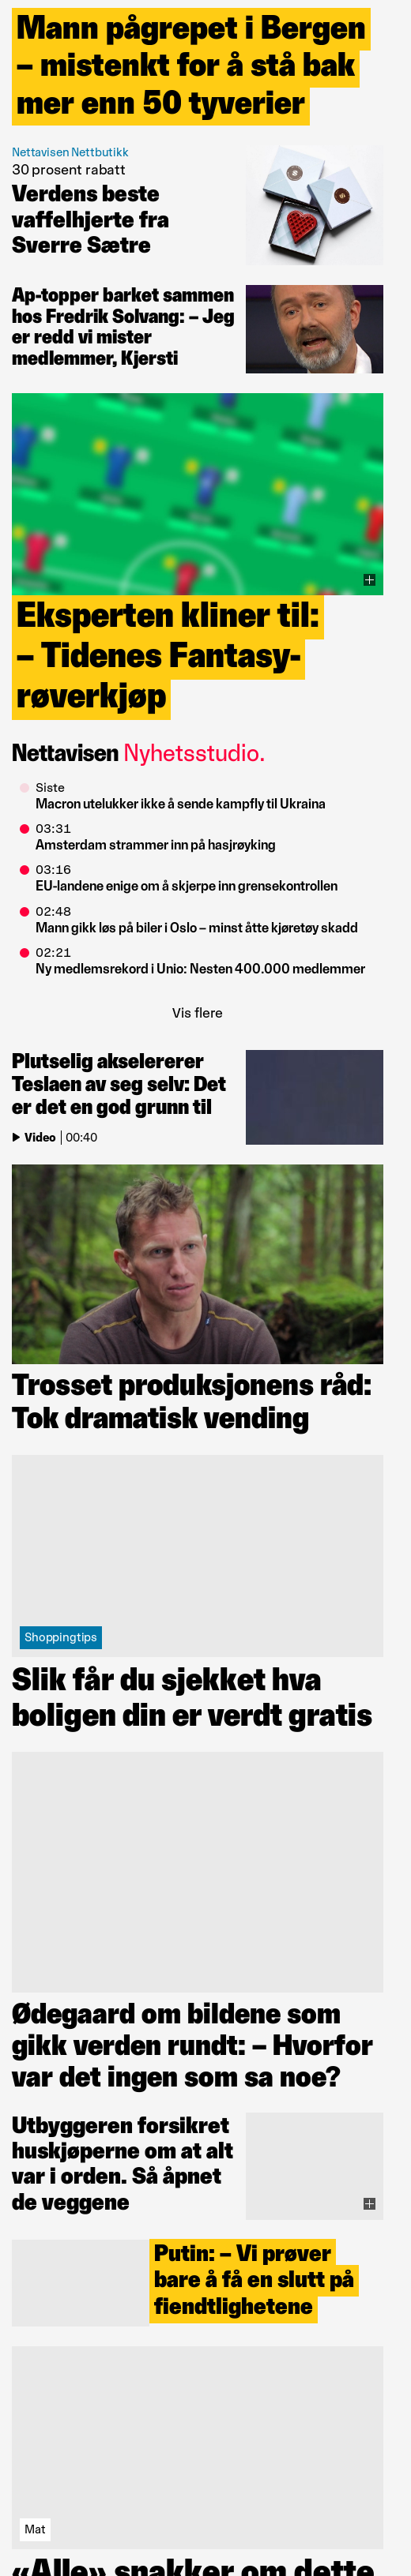 Mann pågrepet i Bergen
– mistenkt for å stå bak
mer enn 50 tyverier
Nettavisen Nettbutikk
30 prosent rabatt
Verdens beste
vaffelhjerte fra
Sverre Sætre
Ap-topper barket sammen
hos Fredrik Solvang: – Jeg
er redd vi mister
medlemmer, Kjersti
Eksperten kliner til:
– Tidenes Fantasy-
røverkjøp
Nettavisen Nyhetsstudio.
Siste
Macron utelukker ikke å sende kampfly til Ukraina
03:31
Amsterdam strammer inn på hasjrøyking
03:16
EU-landene enige om å skjerpe inn grensekontrollen
02:48
Mann gikk løs på biler i Oslo – minst åtte kjøretøy skadd
02:21
Ny medlemsrekord i Unio: Nesten 400.000 medlemmer
Vis flere
Plutselig akselererer
Teslaen av seg selv: Det
er det en god grunn til
Video 00:40
Trosset produksjonens råd:
Tok dramatisk vending
Shoppingtips
Slik får du sjekket hva
boligen din er verdt gratis
Ødegaard om bildene som
gikk verden rundt: – Hvorfor
var det ingen som sa noe?
Utbyggeren forsikret
huskjøperne om at alt
var i orden. Så åpnet
de veggene
Putin: – Vi prøver
bare å få en slutt på
fiendtlighetene
Mat
«Alle» snakker om dette